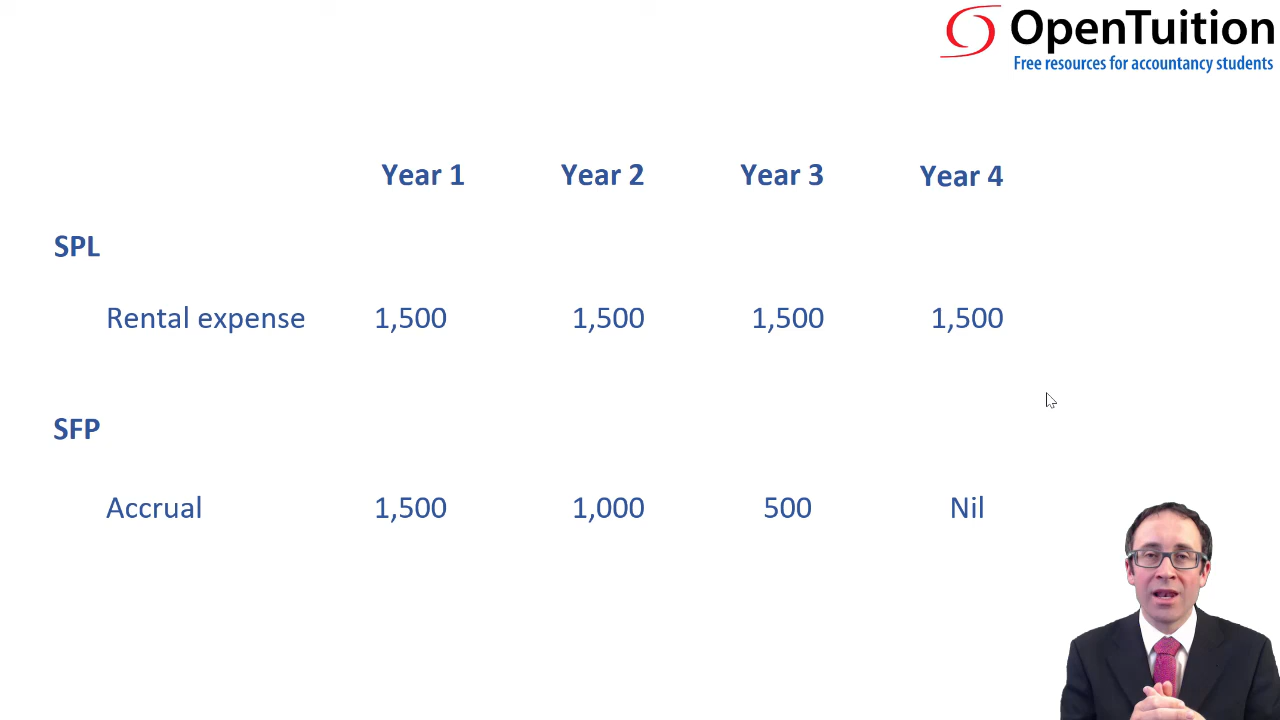 OpenTuition
Free resources for accountancy students
Year 1 Year 2 Year 3 Year 4
SPL
Rental expense 1,500 1,500 1,500 1,500
SFP
Accrual 1,500 1,000 500 Nil